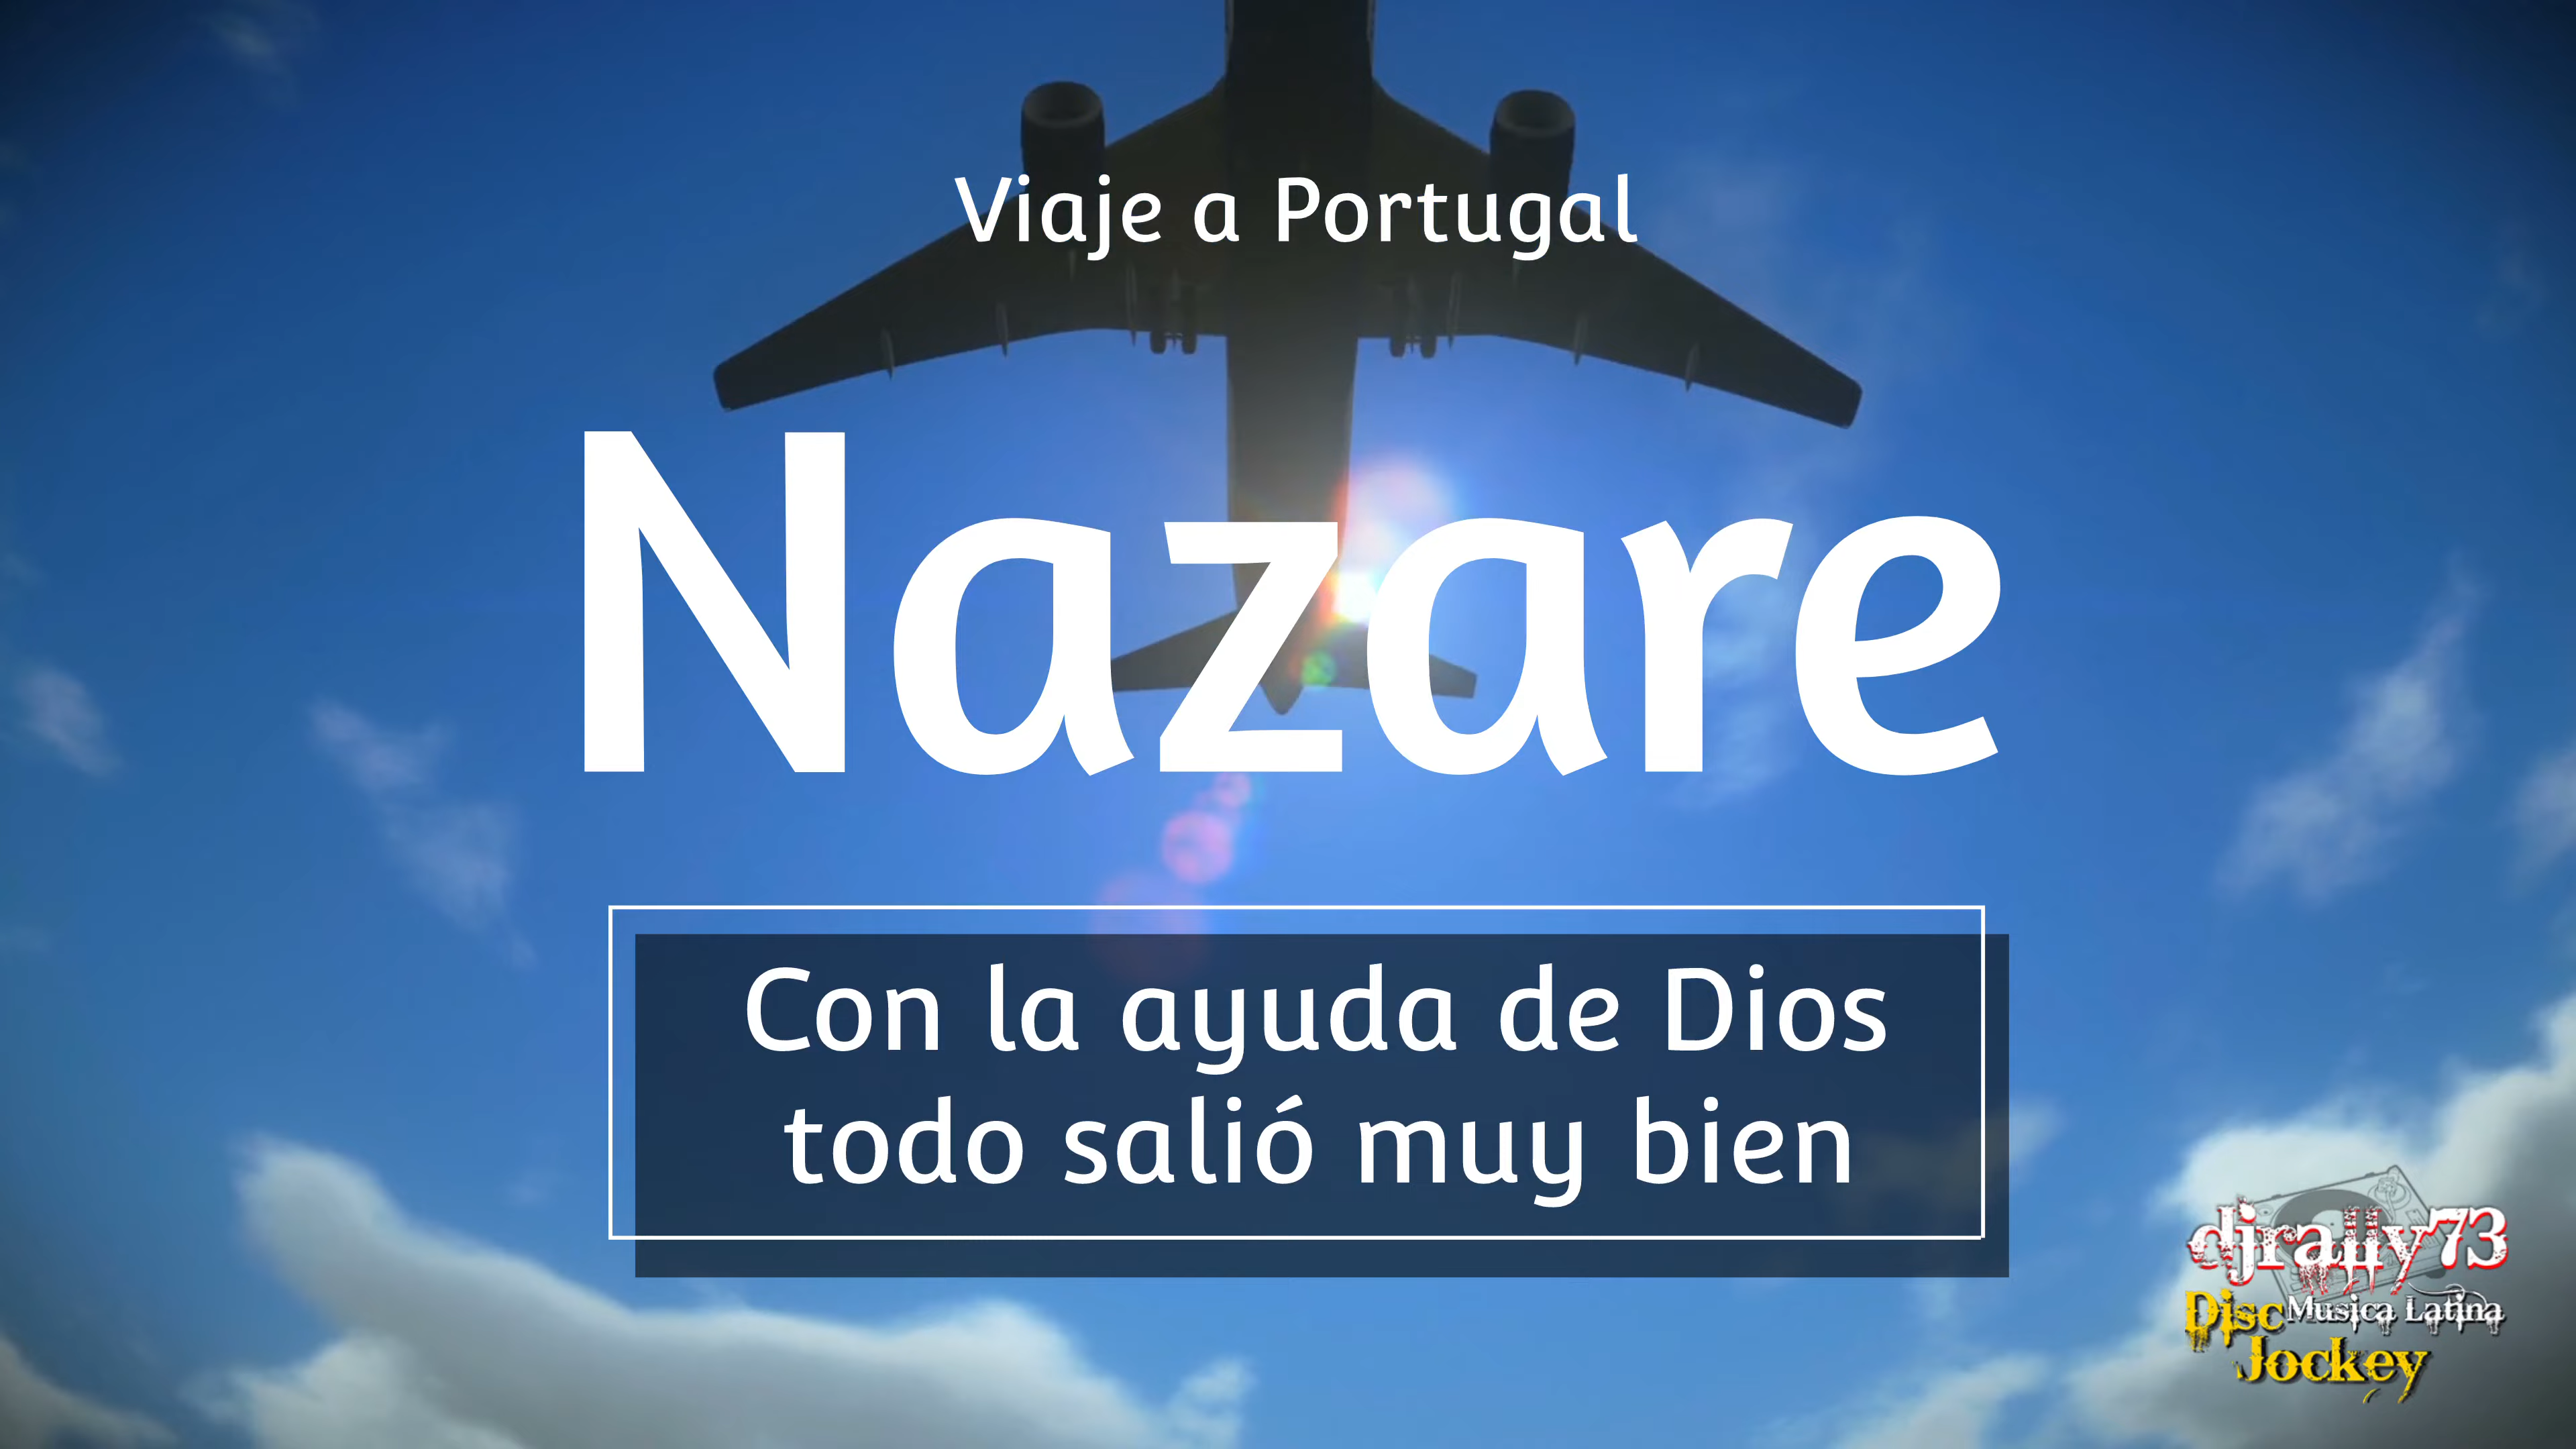 Viaje a Portugal
Nazare
Con la ayuda de Dios
todo salió muy bien
djrally73
Disc Musica Latina
Jockey